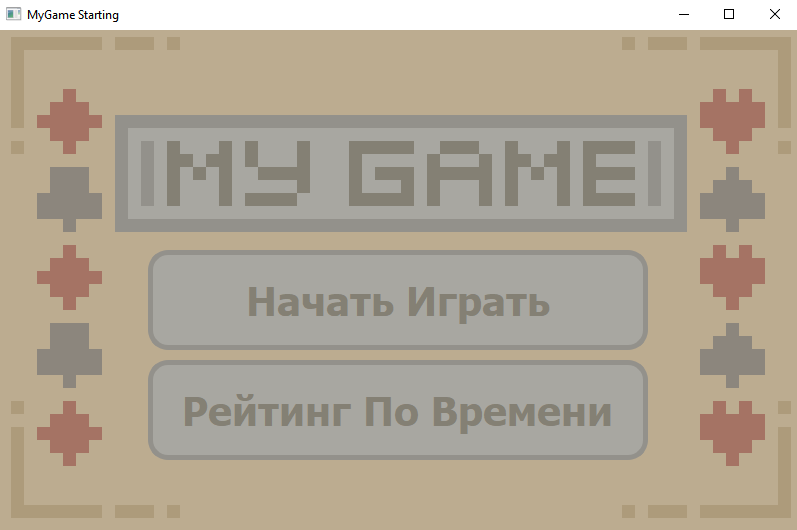 MyGame Starting
MY GAME
Начать Играть
Рейтинг По Времени